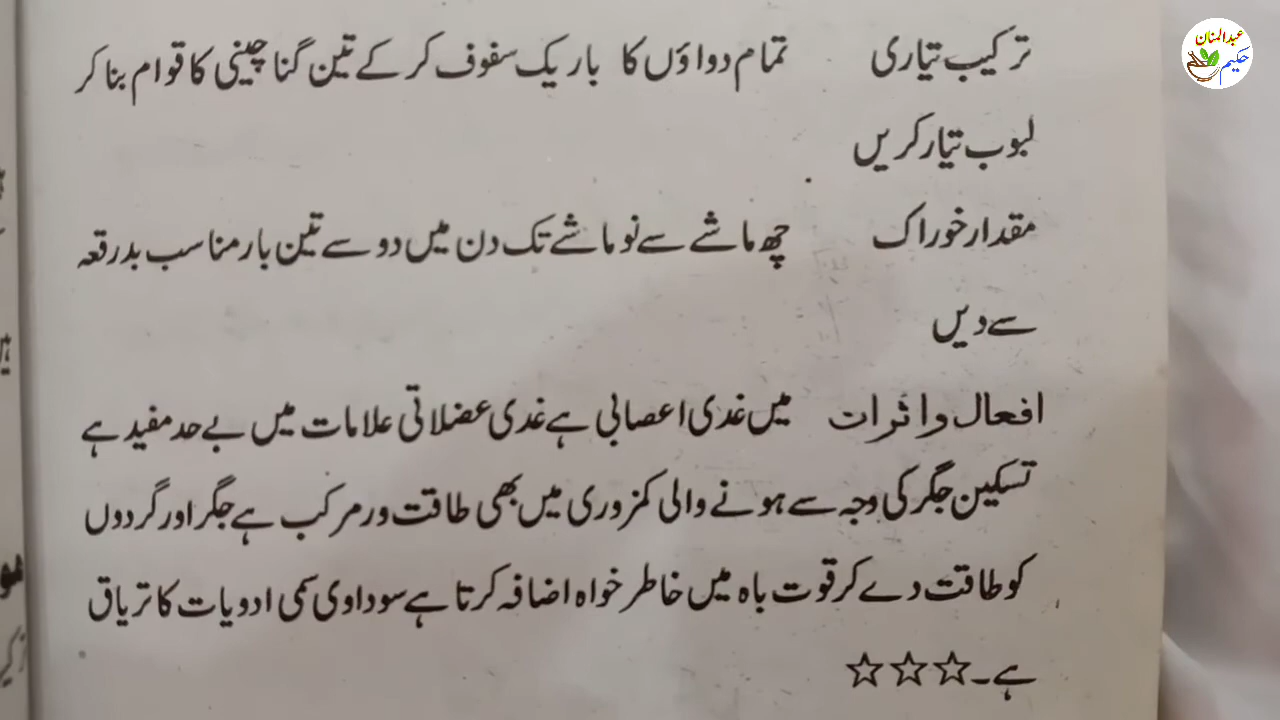 ترکیب تیاری تمام دواؤں کا باریک سفوف کر کے تین گنا چینی کا قوام بنا کر
لبوب تیار کریں
مقدار خوراک چھ ماشے سے نو ماشے تک دن میں دو سے تین بار مناسب بدرقعہ
سے دیں
افعال و اثرات میں غدی اعصابی ہے غدی عضلاتی علامات میں بے حد مفید ہے
تسکین جگر کی وجہ سے ہونے والی کمزوری میں بھی طاقت ور مرکب ہے جگر اور گردوں
کو طاقت دے کر قوت باہ میں خاطر خواہ اضافہ کرتا ہے سوداوی سمی ادویات کا تریاق
ہے۔☆☆☆
عبدالمنان
حکیم